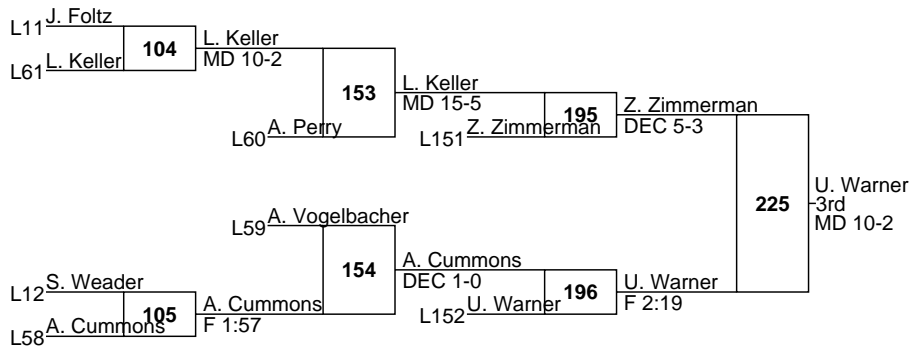 L11 J. Foltz
104
L61 L. Keller
L. Keller
MD 10-2
153
L60 A. Perry
L. Keller
MD 15-5
195
L151 Z. Zimmerman
Z. Zimmerman
DEC 5-3
225
U. Warner
3rd
MD 10-2
L59 A. Vogelbacher
154
L12 S. Weader
105
L58 A. Cummons
A. Cummons
F 1:57
A. Cummons
DEC 1-0
196
L152 U. Warner
U. Warner
F 2:19